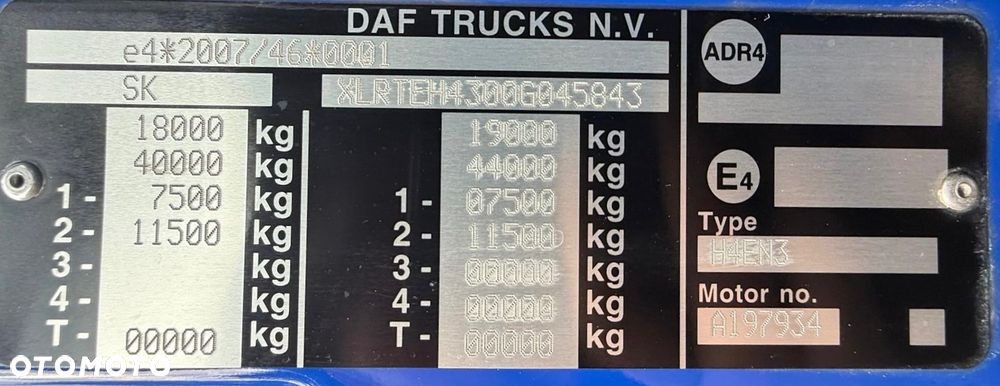 DAF TRUCKS N.V.
e4*2007/46*0001
SK XLRTEH4300G045843
18000 kg 19000 kg
40000 kg 44000 kg
1- 7500 kg 1- 07500 kg
2- 11500 kg 2- 11500 kg
3- kg 3- 00000 kg
4- kg 4- 00000 kg
T- 00000 kg T- 00000 kg
ADR4
E4
Type
H4EN3
Motor no.
A197934
OTOMOTO